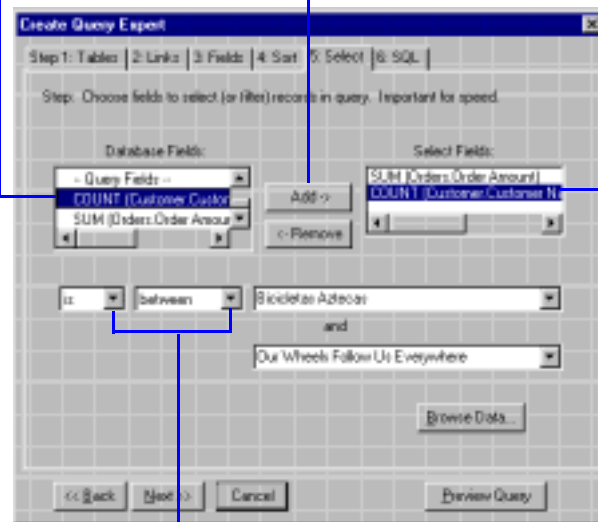 Create Query Expert
Step 1: Tables 2: Links 3: Fields 4: Sort 5: Select 6: SQL
Step: Choose fields to select (or filter) records in query. Important for speed.
Database Fields: Select Fields:
-- Query Fields --
COUNT (Customer.Custor
SUM (Orders.Order Amour
Add ->
<- Remove
SUM (Orders.Order Amount)
COUNT (Customer.Customer Na
is between Bicicletas Aztecas
and
Our Wheels Follow Us Everywhere
Browse Data...
<< Back Next >> Cancel Preview Query